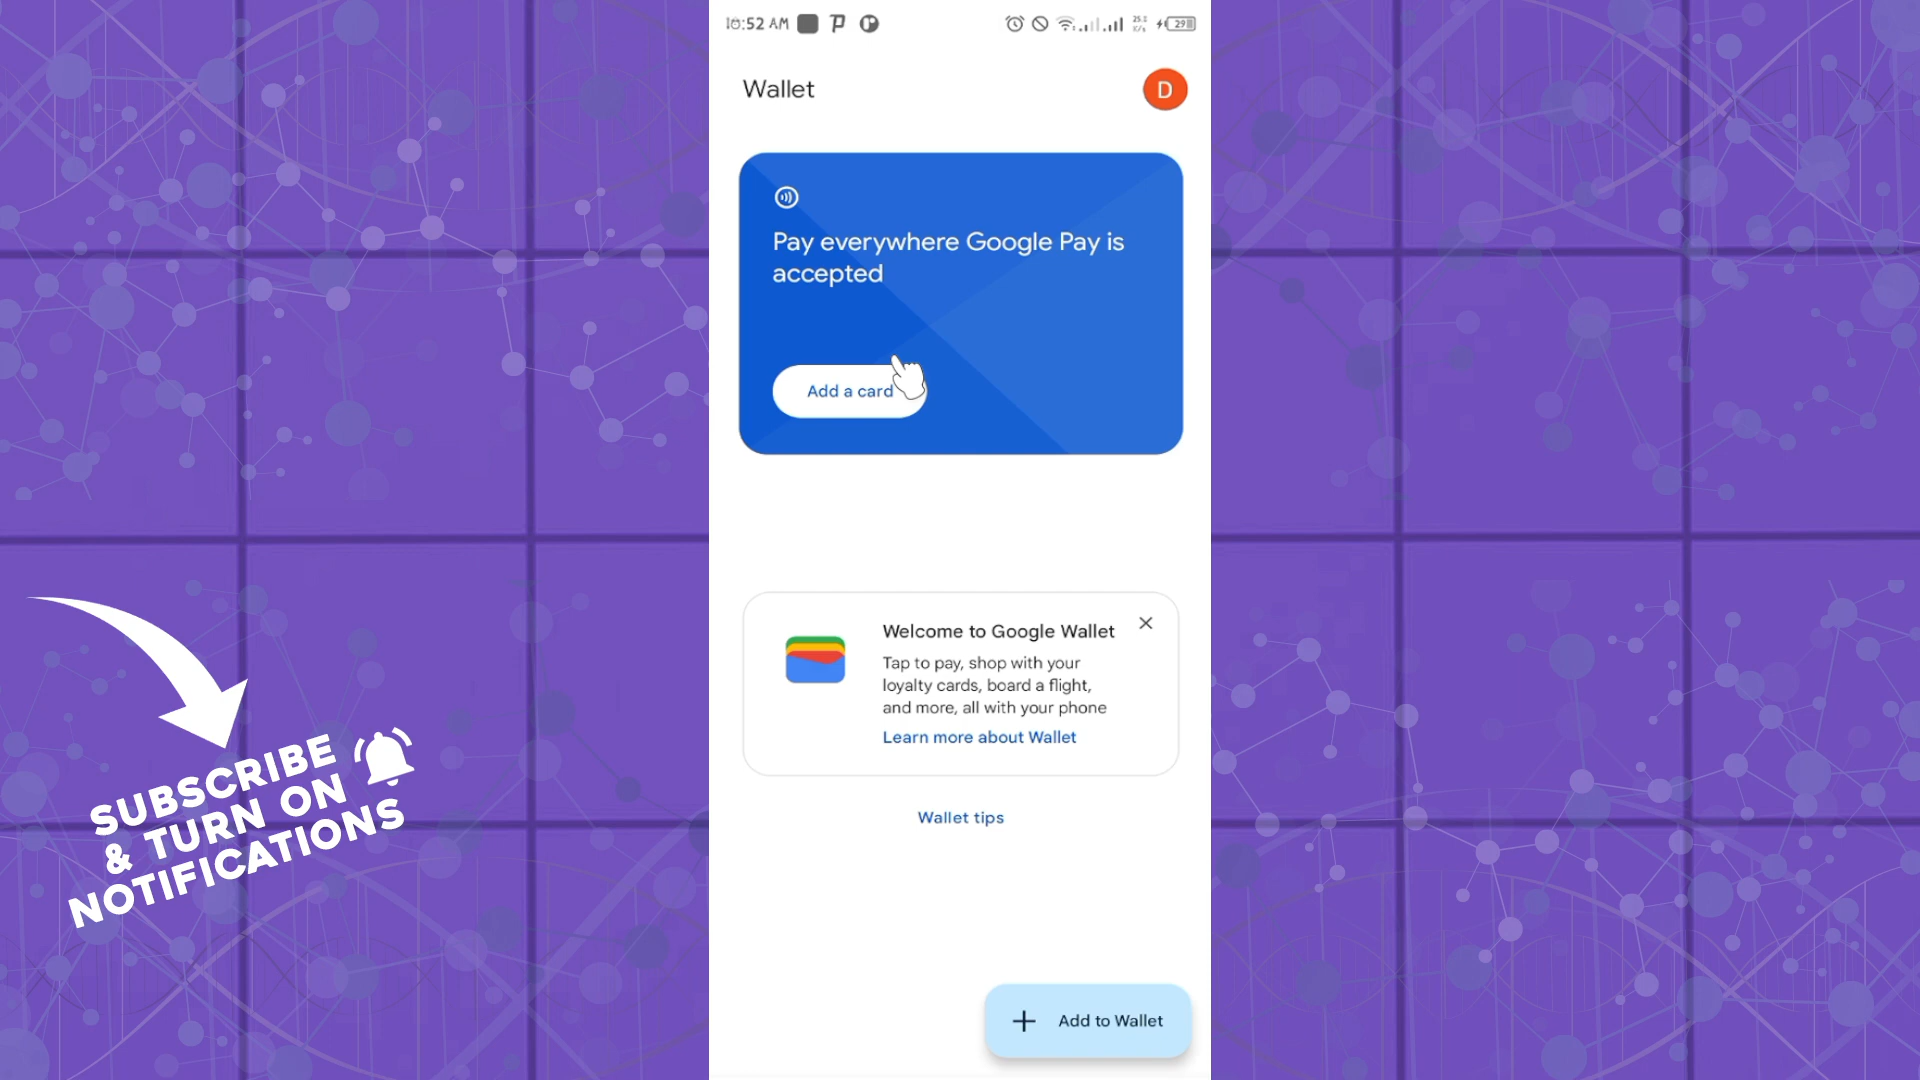 10:52 AM
29
Wallet
D
Pay everywhere Google Pay is
accepted
Add a card
Welcome to Google Wallet
Tap to pay, shop with your
loyalty cards, board a flight,
and more, all with your phone
Learn more about Wallet
Wallet tips
Add to Wallet
SUBSCRIBE
& TURN ON
NOTIFICATIONS